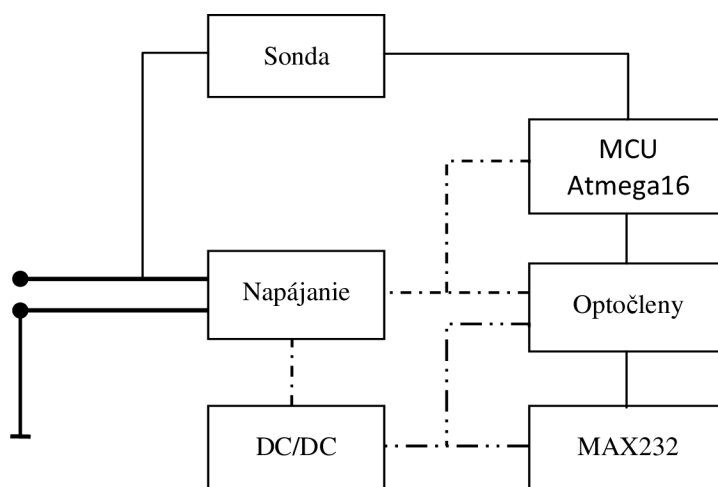 Sonda
MCU
Atmega16
Napájanie
Optočleny
DC/DC
MAX232